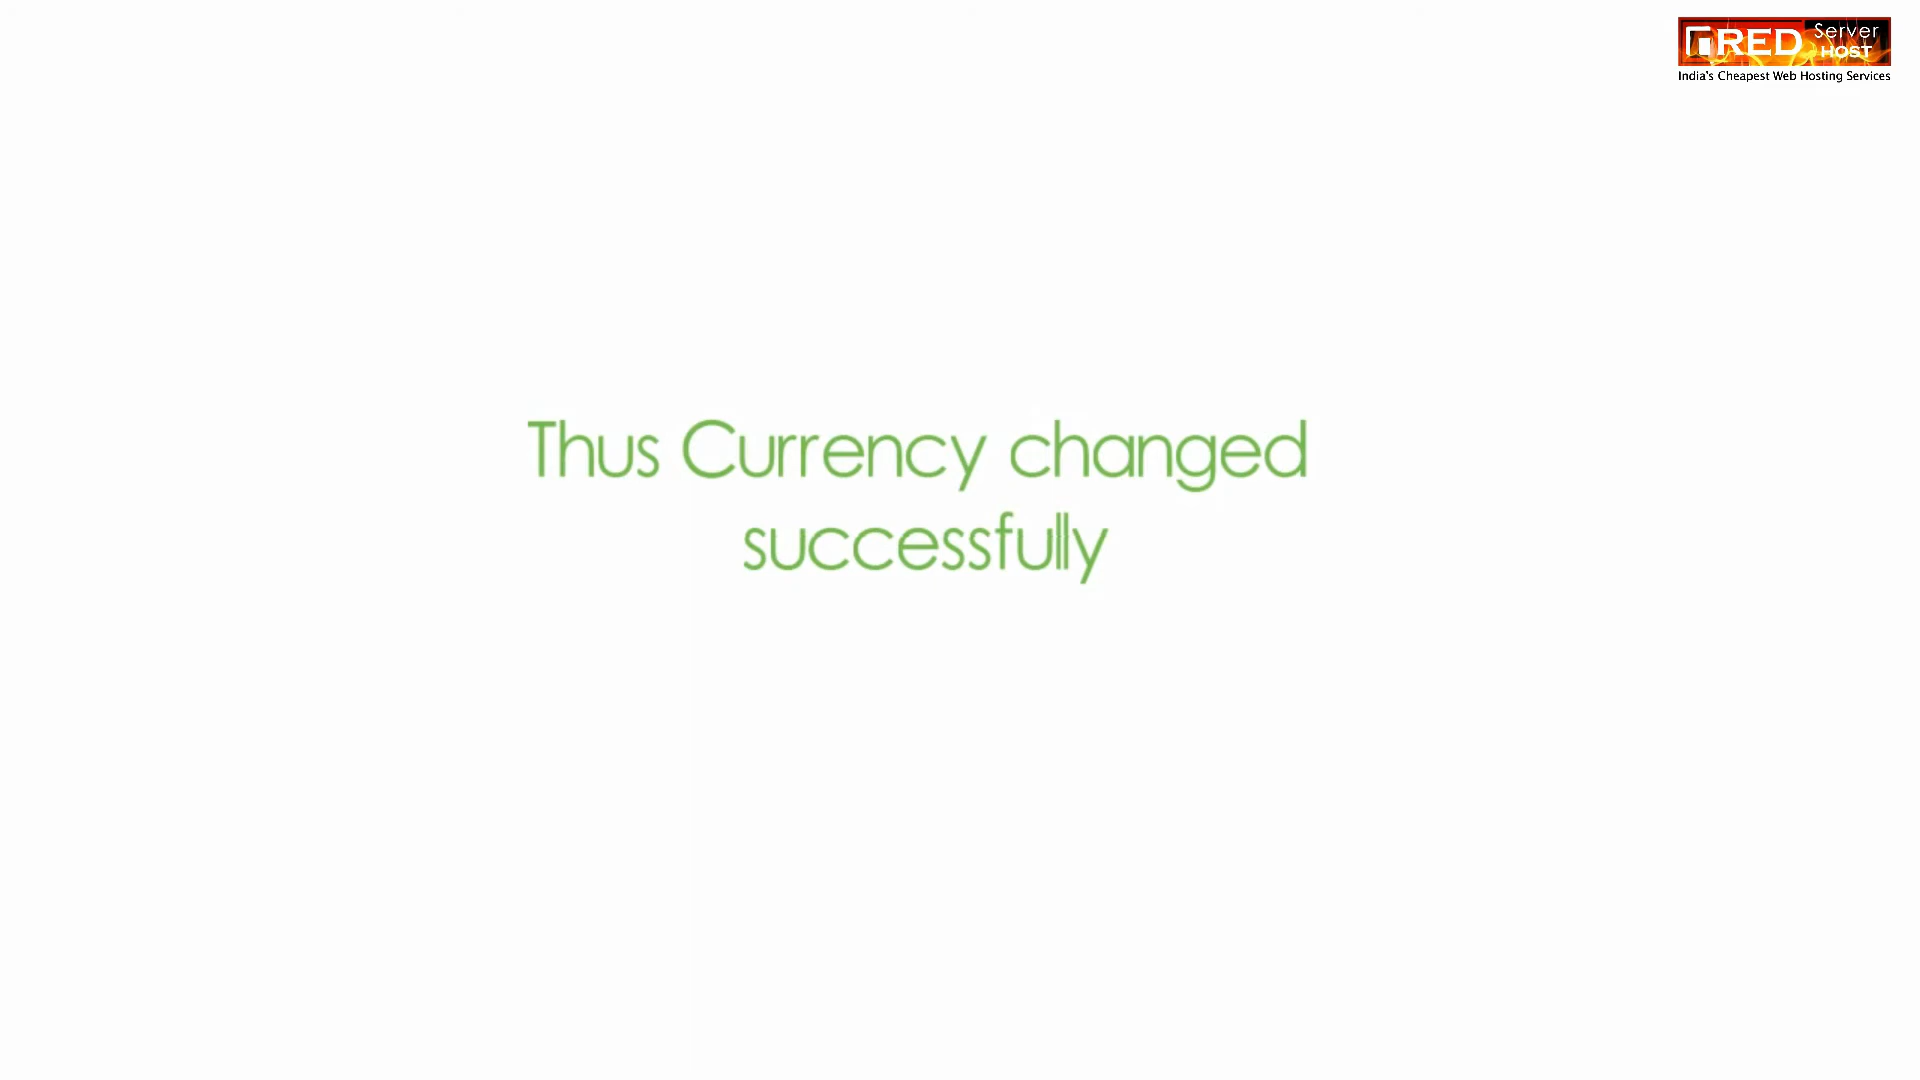 RED Server
HOST
India's Cheapest Web Hosting Services
Thus Currency changed
successfully